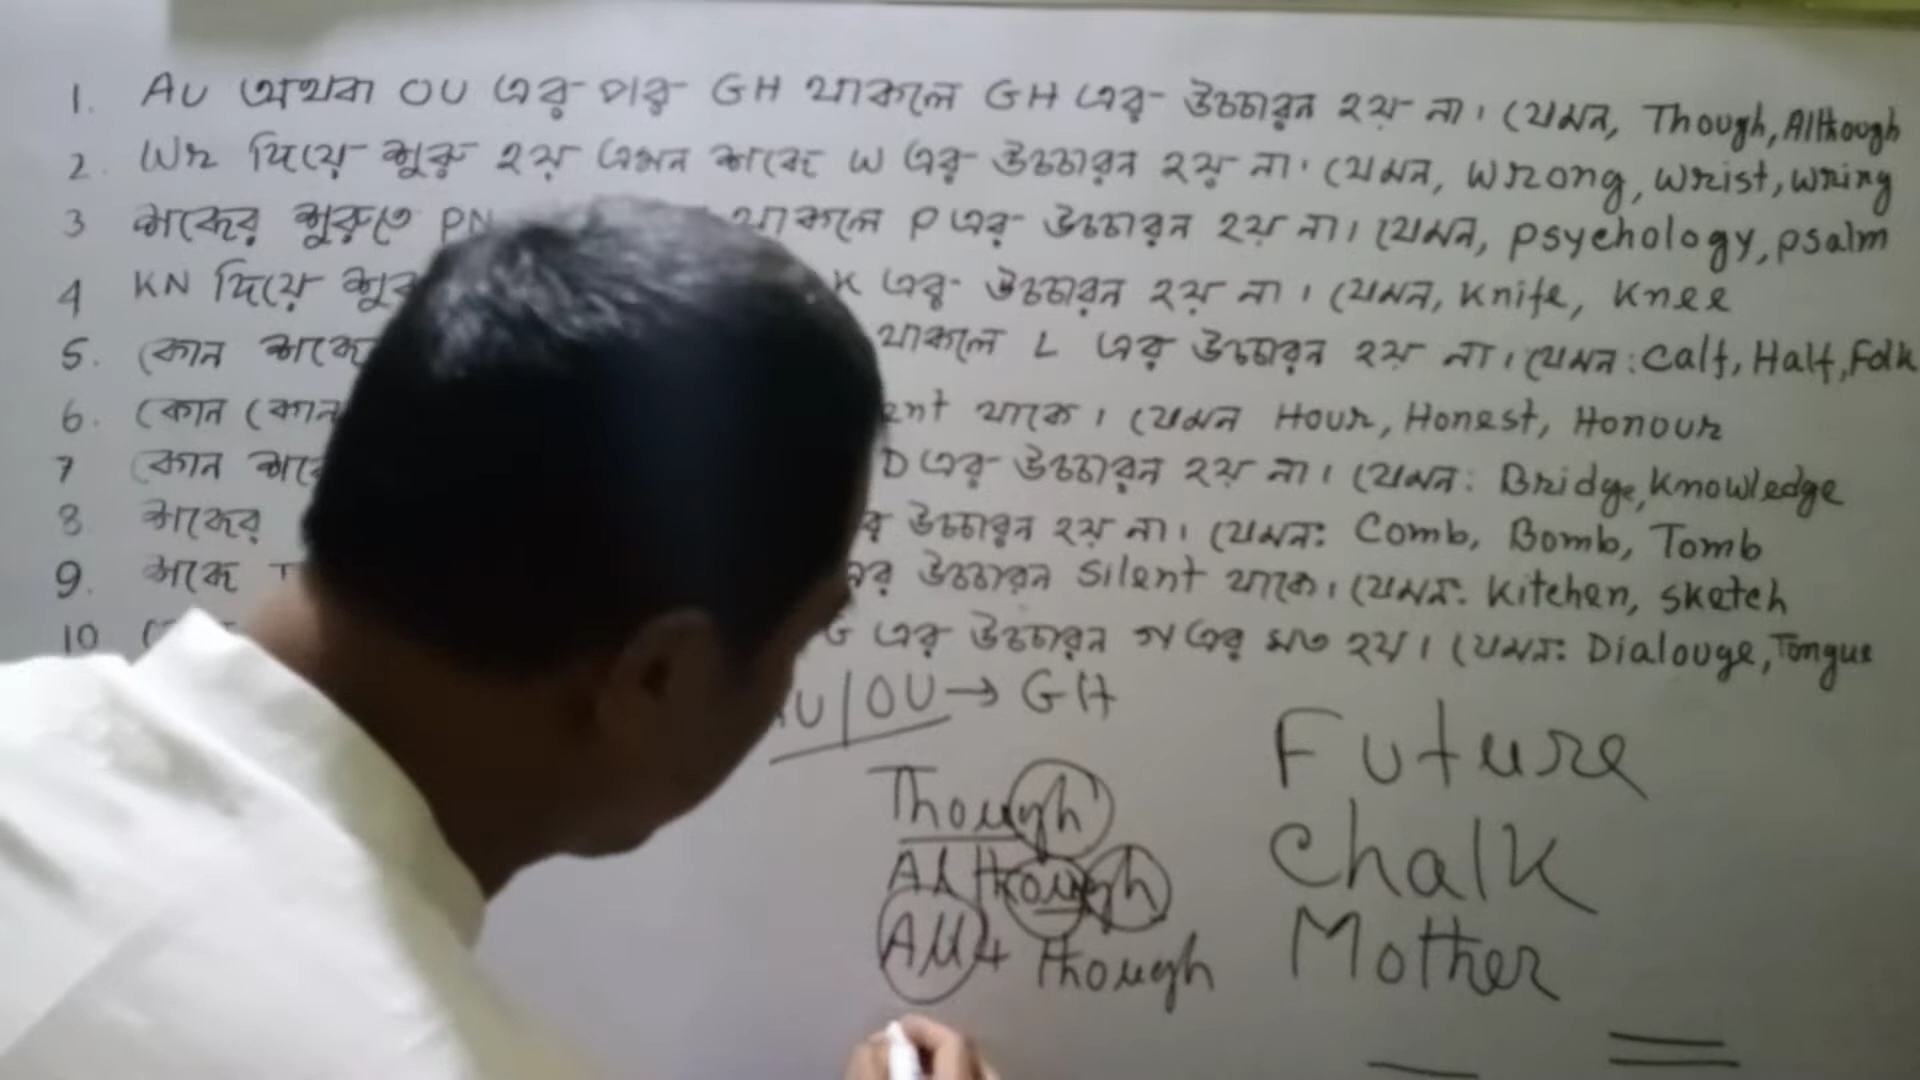 1. AU অথবা OU এর পার GH থাকলে GH এর উচ্চারন হয় না। যেমন, Though, Although
2. Wr দিয়ে শুরু হয় এমন শব্দে W এর উচ্চারন হয় না। যেমন, Wrong, Wrist, Wring
3 শব্দের শুরুতে PN থাকলে P এর উচ্চারন হয় না। যেমন, Psychology, Psalm
4 KN দিয়ে শুর K এর উচ্চারন হয় না। যেমন, Knife, Knee
5. কোন শব্দে থাকলে L এর উচ্চারন হয় না। যেমন: Calf, Half, Folk
6. কোন কোন ent থাকে। যেমন Hour, Honest, Honour
7 কোন শব্দে D এর উচ্চারন হয় না। যেমন: Bridge, Knowledge
8. শব্দের র উচ্চারন হয় না। যেমন: Comb, Bomb, Tomb
9. শব্দে T এর উচ্চারন Silent থাকে। যেমন: Kitchen, Sketch
10 G এর উচ্চারন গ এর মত হয়। যেমন: Dialouge, Tongue
AU/OU → GH
Though
Although
All + though
Future
Chalk
Mother